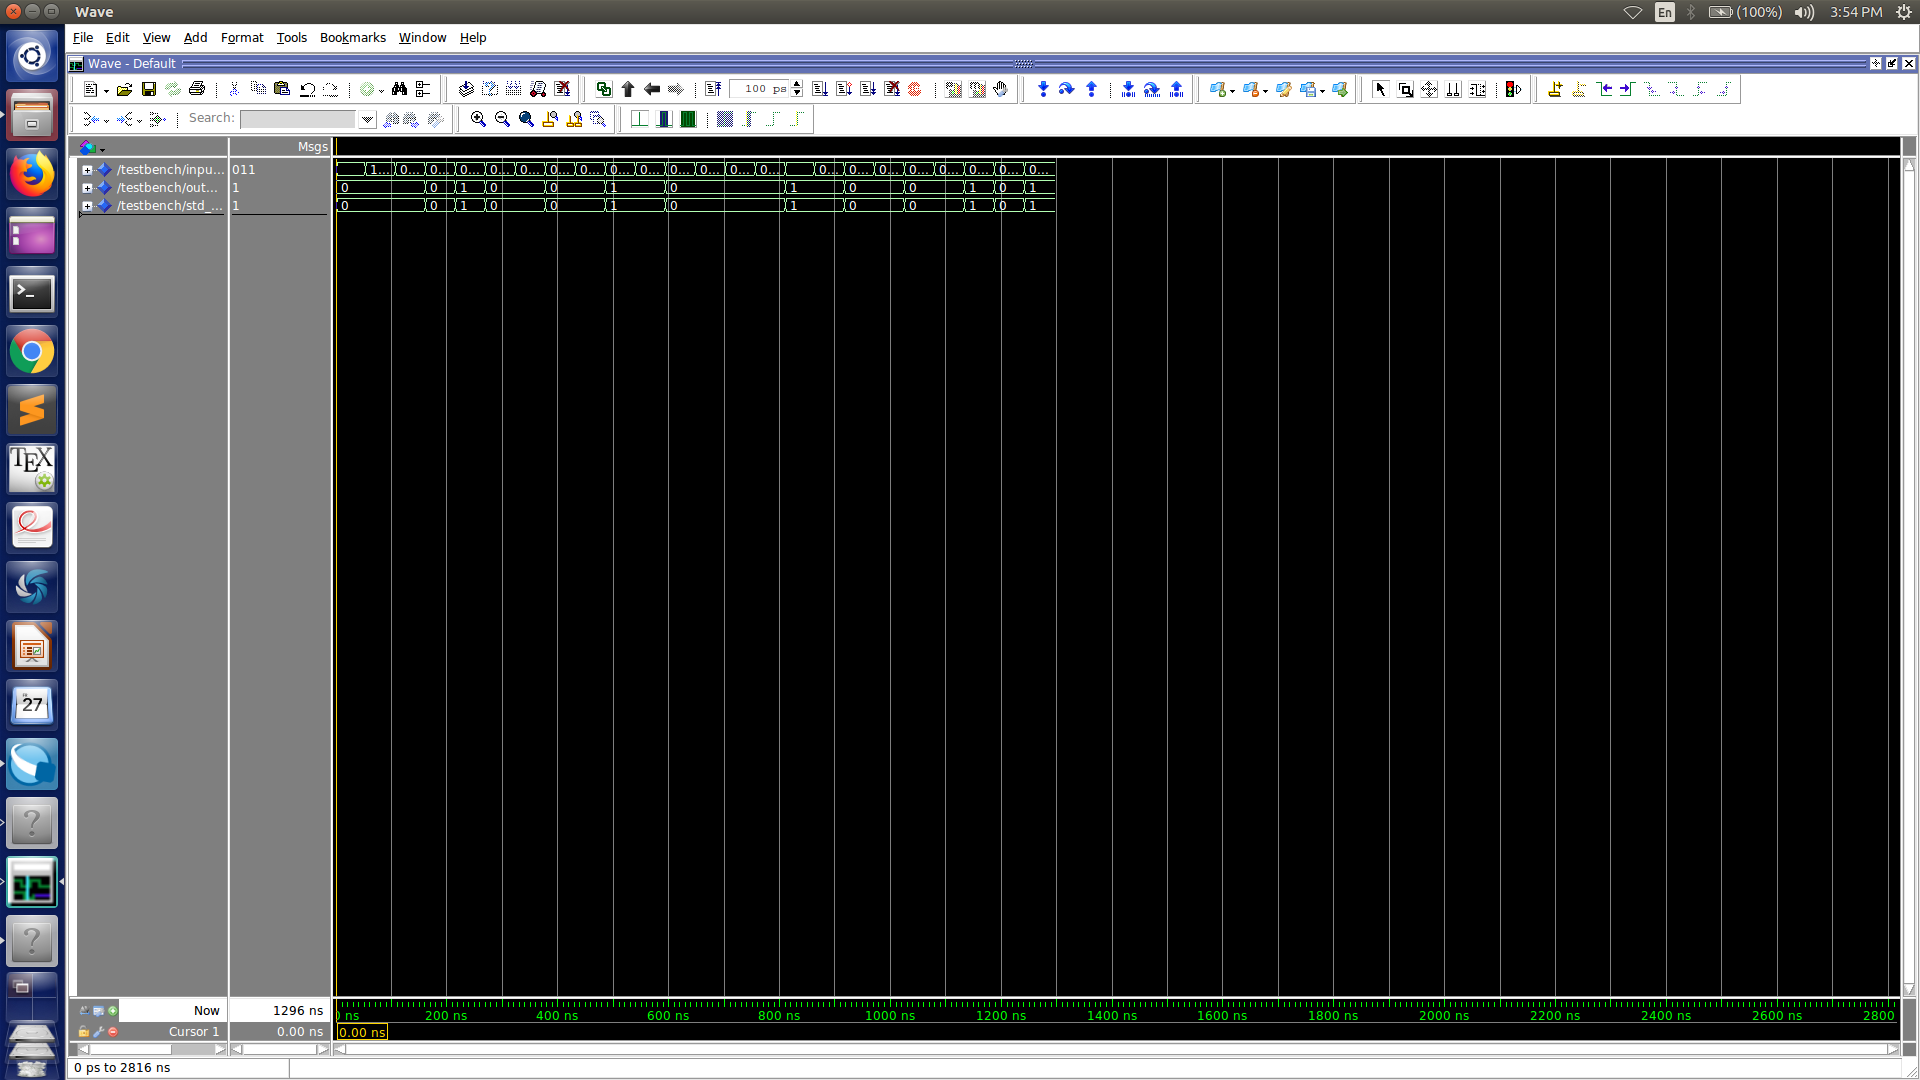 Wave
En
(100%)
3:54 PM
File Edit View Add Format Tools Bookmarks Window Help
Wave - Default
100 ps
Search:
Msgs
/testbench/inpu... 011 1... 0... 0... 0... 0... 0... 0... 0... 0... 0... 0... 0... 0... 0... 0... 0... 0... 0... 0... 0... 0... 0...
/testbench/out... 1 0 0 1 0 0 1 0 1 0 0 1 0 1
/testbench/std_... 1 0 0 1 0 0 1 0 1 0 0 1 0 1
TEX
27
Now 1296 ns ns 200 ns 400 ns 600 ns 800 ns 1000 ns 1200 ns 1400 ns 1600 ns 1800 ns 2000 ns 2200 ns 2400 ns 2600 ns 2800
Cursor 1 0.00 ns 0.00 ns
0 ps to 2816 ns